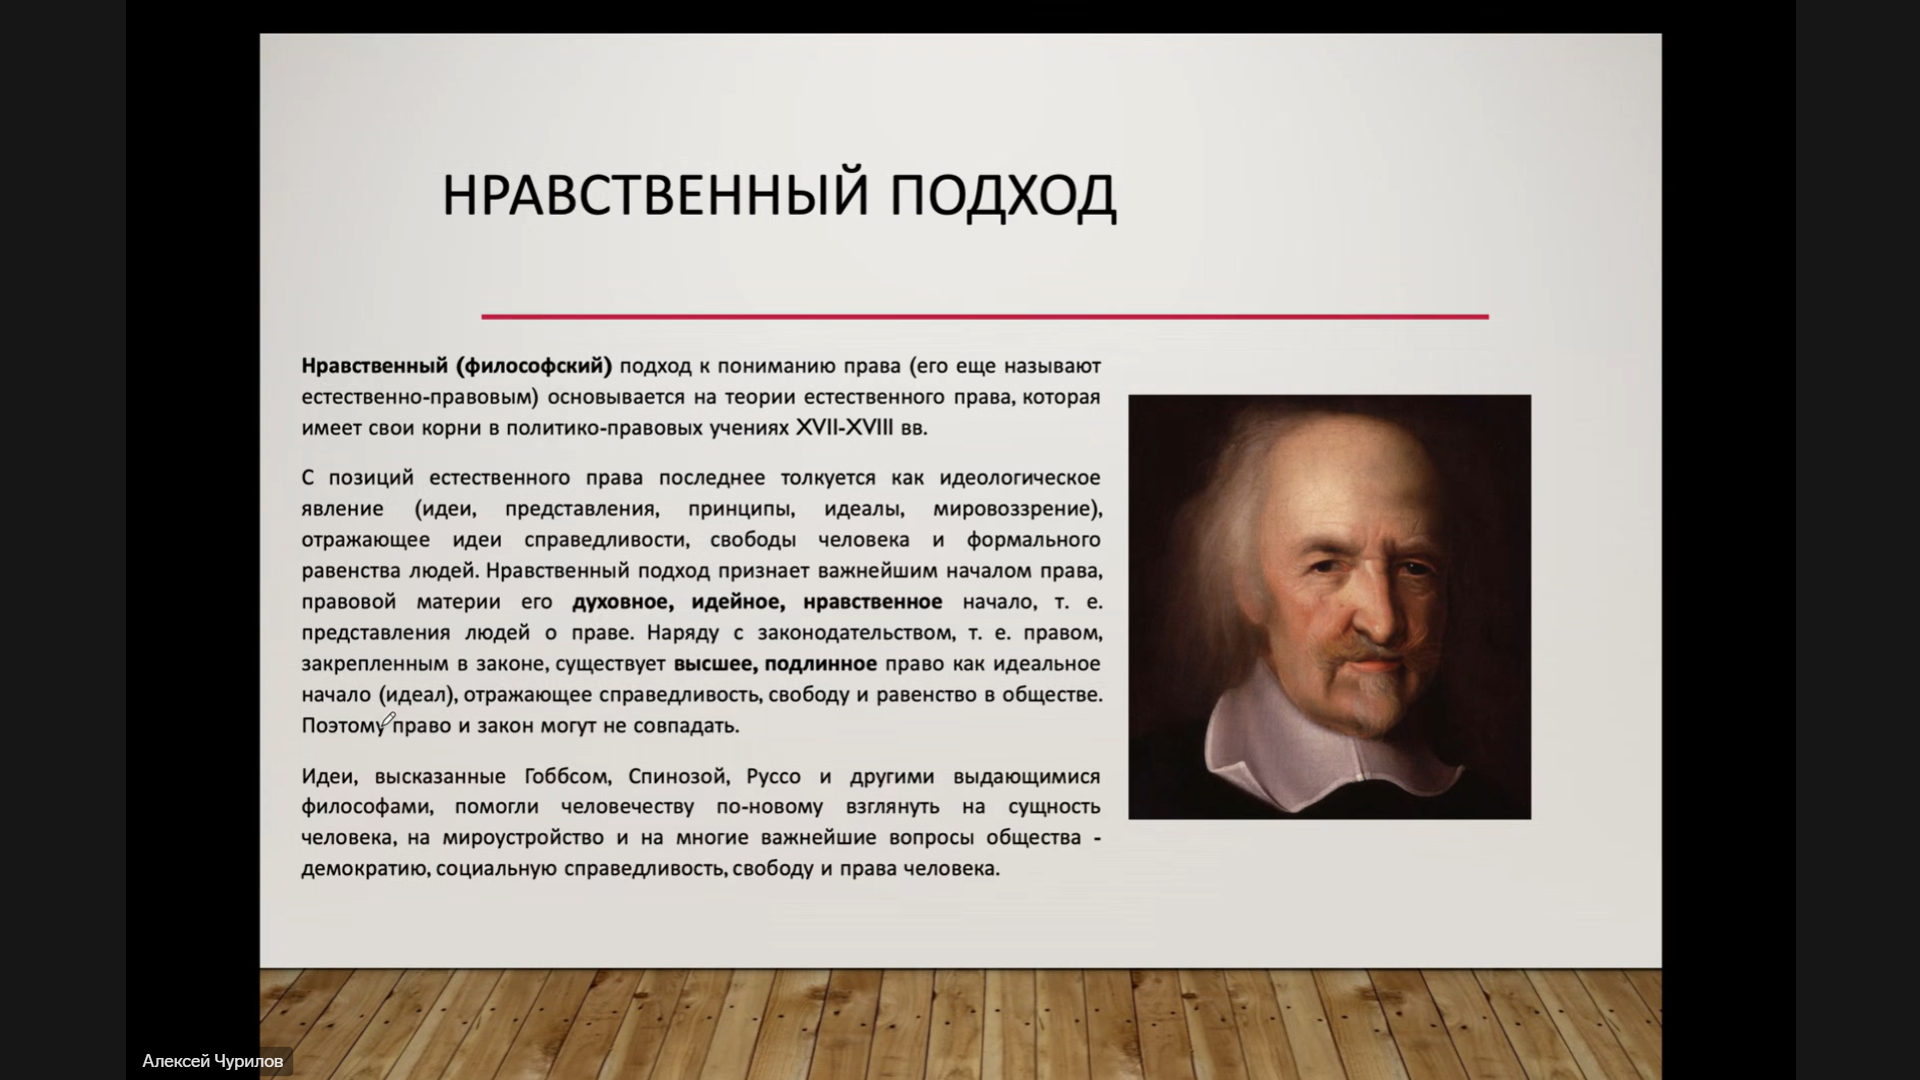 НРАВСТВЕННЫЙ ПОДХОД
Нравственный (философский) подход к пониманию права (его еще называют
естественно-правовым) основывается на теории естественного права, которая
имеет свои корни в политико-правовых учениях XVII-XVIII вв.
С позиций естественного права последнее толкуется как идеологическое
явление (идеи, представления, принципы, идеалы, мировоззрение),
отражающее идеи справедливости, свободы человека и формального
равенства людей. Нравственный подход признает важнейшим началом права,
правовой материи его духовное, идейное, нравственное начало, т. е.
представления людей о праве. Наряду с законодательством, т. е. правом,
закрепленным в законе, существует высшее, подлинное право как идеальное
начало (идеал), отражающее справедливость, свободу и равенство в обществе.
Поэтому право и закон могут не совпадать.
Идеи, высказанные Гоббсом, Спинозой, Руссо и другими выдающимися
философами, помогли человечеству по-новому взглянуть на сущность
человека, на мироустройство и на многие важнейшие вопросы общества -
демократию, социальную справедливость, свободу и права человека.
Алексей Чурилов